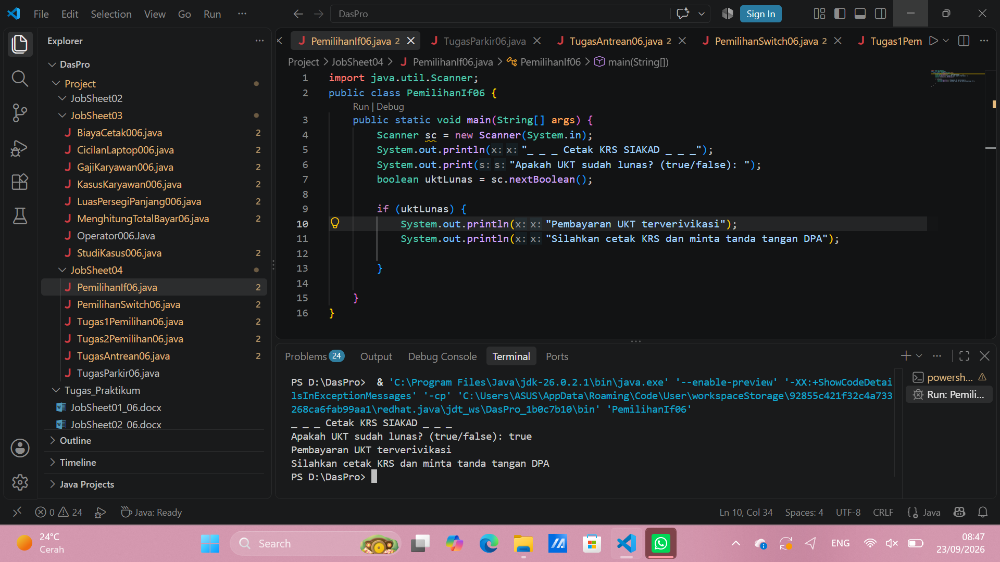 File Edit Selection View Go Run ···
DasPro
Sign In
Explorer
DasPro
Project
JobSheet02
JobSheet03
BiayaCetak006.java 2
CicilanLaptop006.java 2
GajiKaryawan006.java 2
KasusKaryawan006.java 2
LuasPersegiPanjang006.java 2
MenghitungTotalBayar06.java 2
Operator006.Java
StudiKasus006.java 2
JobSheet04
PemilihanIf06.java 2
PemilihanSwitch06.java 2
Tugas1Pemilihan06.java 2
Tugas2Pemilihan06.java 2
TugasAntrean06.java 2
TugasParkir06.java
Tugas_Praktikum
JobSheet01_06.docx
JobSheet02_06.docx
Outline
Timeline
Java Projects
PemilihanIf06.java 2 TugasParkir06.java TugasAntrean06.java 2 PemilihanSwitch06.java 2 Tugas1Pem
Project > JobSheet04 > PemilihanIf06.java > PemilihanIf06 > main(String[])
1 import java.util.Scanner;
2 public class PemilihanIf06 {
Run | Debug
3 public static void main(String[] args) {
4 Scanner sc = new Scanner(System.in);
5 System.out.println(x: x: "_ _ _ Cetak KRS SIAKAD _ _ _");
6 System.out.print(s: s: "Apakah UKT sudah lunas? (true/false): ");
7 boolean uktLunas = sc.nextBoolean();
8
9 if (uktLunas) {
10 System.out.println(x: x: "Pembayaran UKT terverivikasi");
11 System.out.println(x: x: "Silahkan cetak KRS dan minta tanda tangan DPA");
12
13 }
14
15 }
16 }
Problems 24 Output Debug Console Terminal Ports
PS D:\DasPro> & 'C:\Program Files\Java\jdk-26.0.2.1\bin\java.exe' '--enable-preview' '-XX:+ShowCodeDetai
lsInExceptionMessages' '-cp' 'C:\Users\ASUS\AppData\Roaming\Code\User\workspaceStorage\92855c421f32c4a733
268ca6fab99aa1\redhat.java\jdt_ws\DasPro_1b0c7b10\bin' 'PemilihanIf06'
_ _ _ Cetak KRS SIAKAD _ _ _
Apakah UKT sudah lunas? (true/false): true
Pembayaran UKT terverivikasi
Silahkan cetak KRS dan minta tanda tangan DPA
PS D:\DasPro>
powersh...
Run: Pemili...
0 24 Java: Ready
Ln 10, Col 34 Spaces: 4 UTF-8 CRLF Java
24°C
Cerah
Search
ENG
08:47
23/09/2026